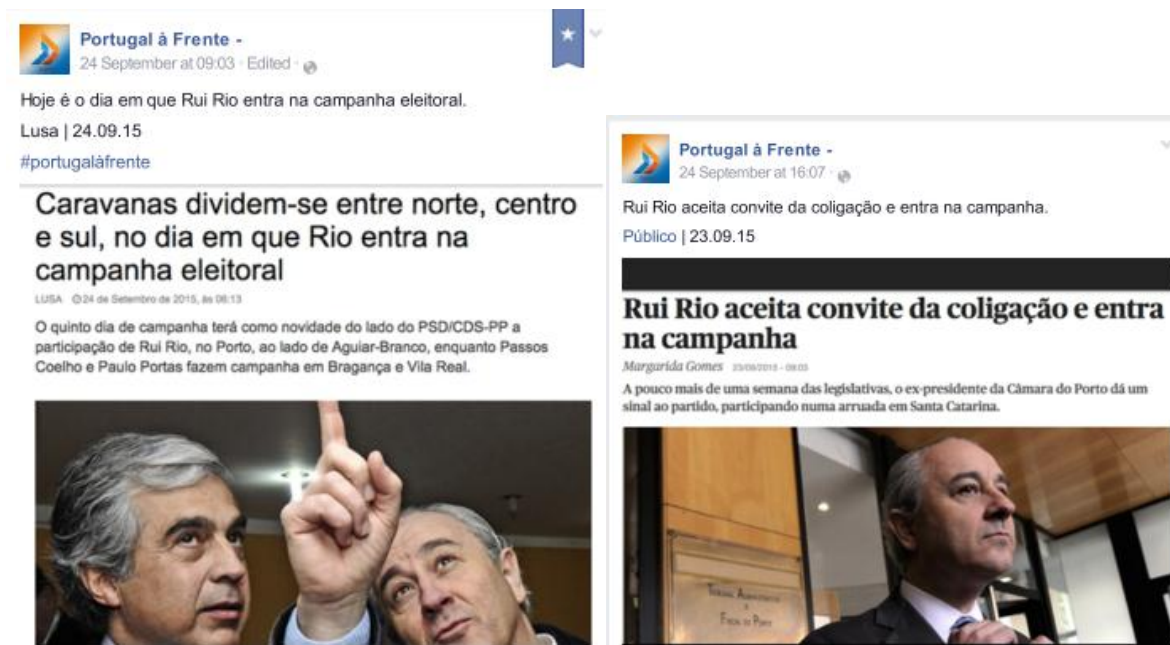 Portugal à Frente -
24 September at 09:03 · Edited ·
Hoje é o dia em que Rui Rio entra na campanha eleitoral.
Lusa | 24.09.15
#portugalàfrente
Caravanas dividem-se entre norte, centro
e sul, no dia em que Rio entra na
campanha eleitoral
LUSA 24 de Setembro de 2015, às 06:13
O quinto dia de campanha terá como novidade do lado do PSD/CDS-PP a
participação de Rui Rio, no Porto, ao lado de Aguiar-Branco, enquanto Passos
Coelho e Paulo Portas fazem campanha em Bragança e Vila Real.
Portugal à Frente -
24 September at 16:07 ·
Rui Rio aceita convite da coligação e entra na campanha.
Público | 23.09.15
Rui Rio aceita convite da coligação e entra
na campanha
Margarida Gomes
A pouco mais de uma semana das legislativas, o ex-presidente da Câmara do Porto dá um
sinal ao partido, participando numa arruada em Santa Catarina.